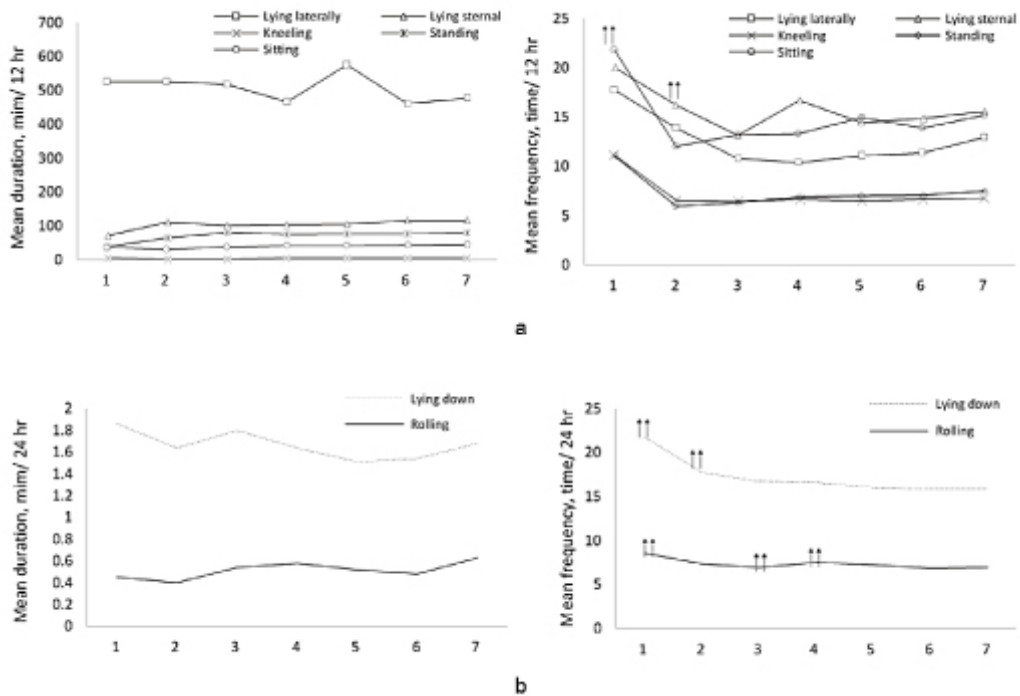 Mean duration, mim/ 12 hr
700
600
500
400
300
200
100
0
Lying laterally
Lying sternal
Kneeling
Standing
Sitting
1 2 3 4 5 6 7
Mean frequency, time/ 12 hr
25
20
15
10
5
0
Lying laterally
Lying sternal
Kneeling
Standing
Sitting
1 2 3 4 5 6 7
a
Mean duration, mim/ 24 hr
2
1.8
1.6
1.4
1.2
1
0.8
0.6
0.4
0.2
0
Lying down
Rolling
1 2 3 4 5 6 7
Mean frequency, time/ 24 hr
25
20
15
10
5
0
Lying down
Rolling
1 2 3 4 5 6 7
b